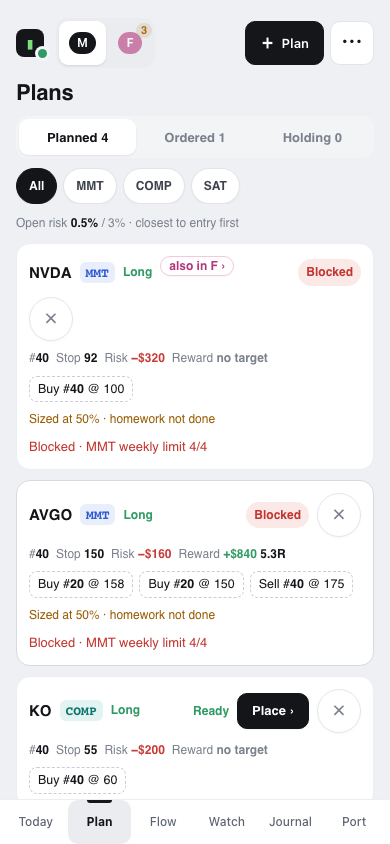 M F 3 + Plan ...
Plans
Planned 4 Ordered 1 Holding 0
All MMT COMP SAT
Open risk 0.5% / 3% · closest to entry first
NVDA MMT Long also in F › Blocked
×
#40 Stop 92 Risk –$320 Reward no target
Buy #40 @ 100
Sized at 50% · homework not done
Blocked · MMT weekly limit 4/4
AVGO MMT Long Blocked ×
#40 Stop 150 Risk –$160 Reward +$840 5.3R
Buy #20 @ 158 Buy #20 @ 150 Sell #40 @ 175
Sized at 50% · homework not done
Blocked · MMT weekly limit 4/4
KO COMP Long Ready Place › ×
#40 Stop 55 Risk –$200 Reward no target
Buy #40 @ 60
Today Plan Flow Watch Journal Port